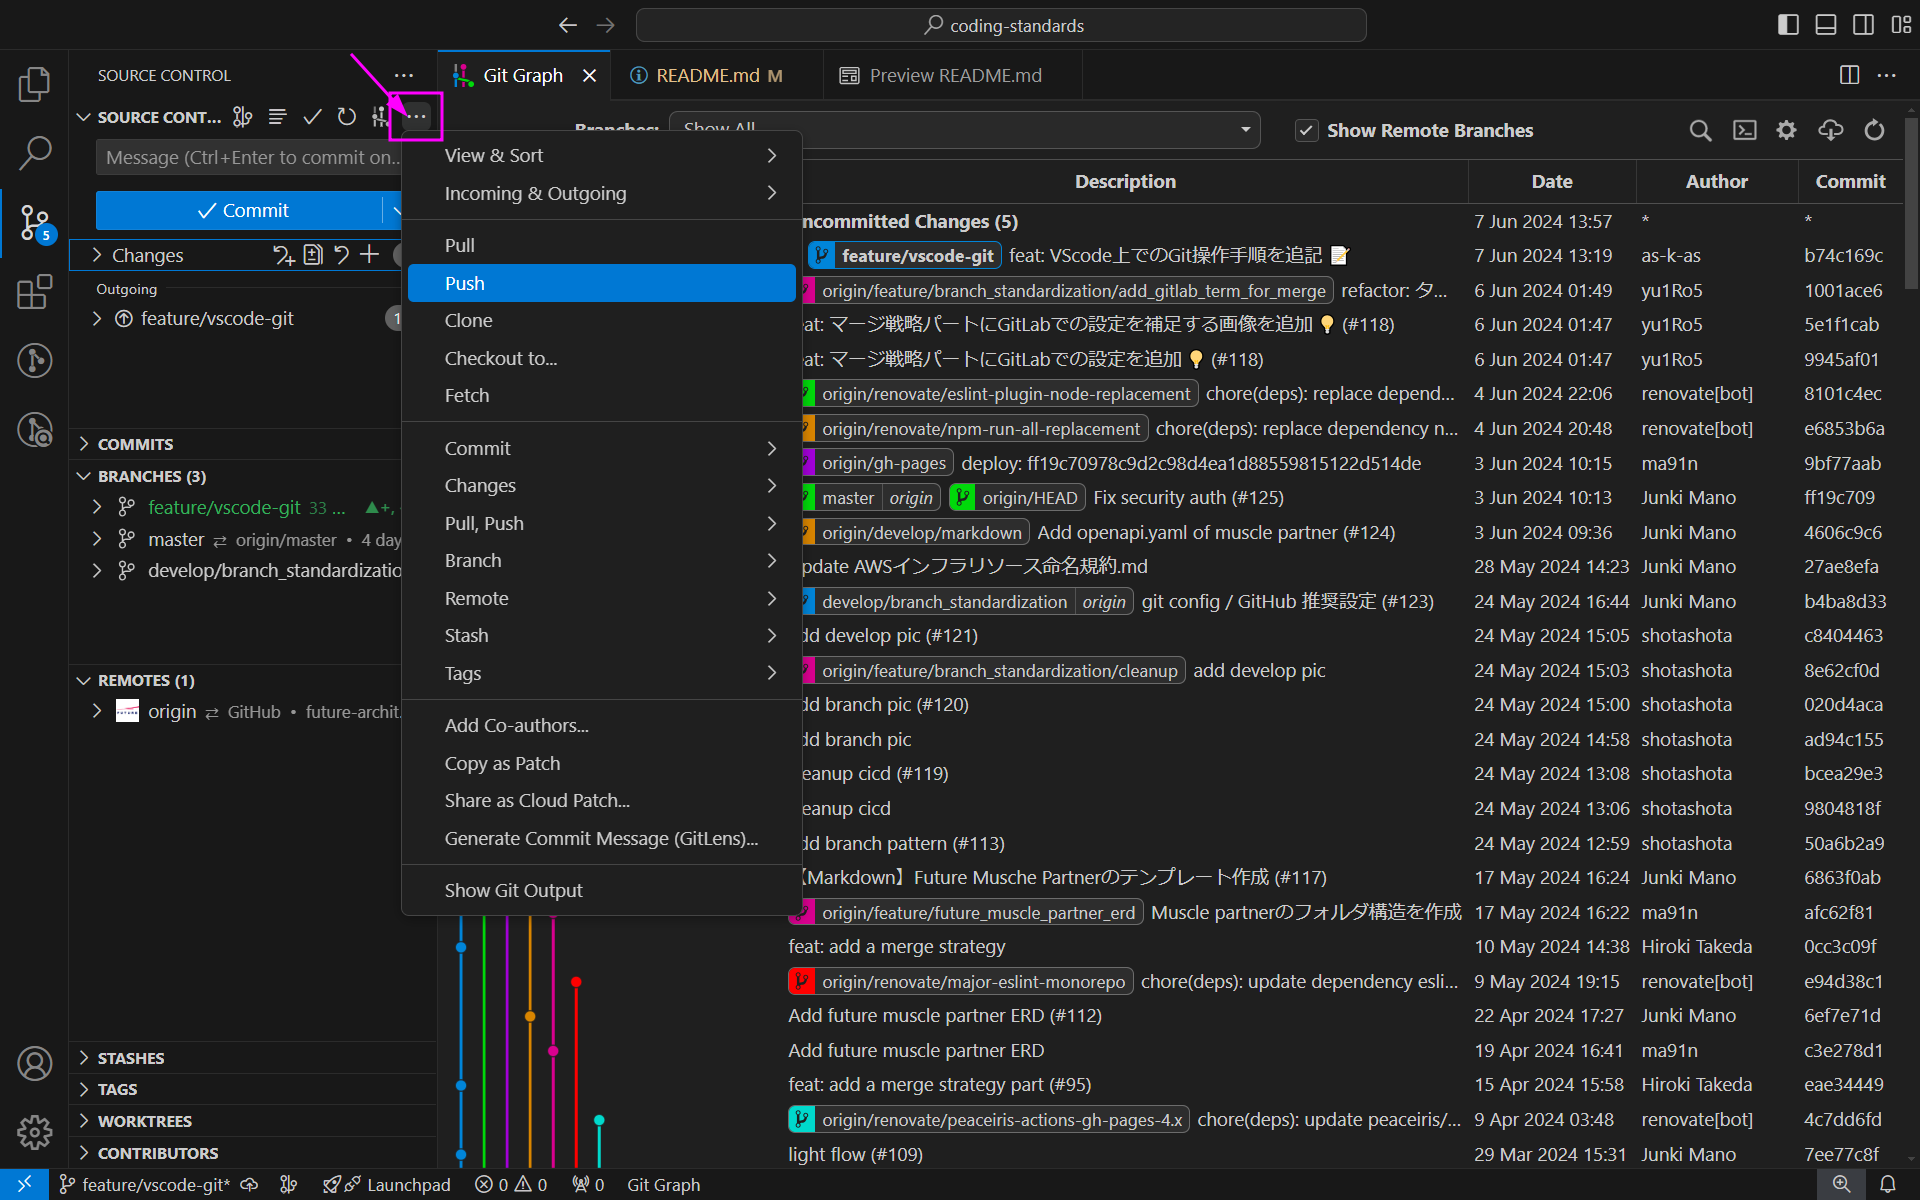 coding-standards
SOURCE CONTROL
Git Graph
README.md M
Preview README.md
SOURCE CONT...
Branches:
Show All
Show Remote Branches
Message (Ctrl+Enter to commit on...
Commit
5
Changes
Outgoing
feature/vscode-git
1
COMMITS
BRANCHES (3)
feature/vscode-git 33 ...
master ⇄ origin/master • 4 day
develop/branch_standardizatio
REMOTES (1)
FUTURE
origin ⇄ GitHub • future-archit...
STASHES
TAGS
WORKTREES
CONTRIBUTORS
View & Sort
Incoming & Outgoing
Pull
Push
Clone
Checkout to...
Fetch
Commit
Changes
Pull, Push
Branch
Remote
Stash
Tags
Add Co-authors...
Copy as Patch
Share as Cloud Patch...
Generate Commit Message (GitLens)...
Show Git Output
Description Date Author Commit
ncommitted Changes (5) 7 Jun 2024 13:57 * *
feature/vscode-git feat: VScode上でのGit操作手順を追記 📝 7 Jun 2024 13:19 as-k-as b74c169c
origin/feature/branch_standardization/add_gitlab_term_for_merge refactor: タ... 6 Jun 2024 01:49 yu1Ro5 1001ace6
eat: マージ戦略パートにGitLabでの設定を補足する画像を追加 💡 (#118) 6 Jun 2024 01:47 yu1Ro5 5e1f1cab
eat: マージ戦略パートにGitLabでの設定を追加 💡 (#118) 6 Jun 2024 01:47 yu1Ro5 9945af01
origin/renovate/eslint-plugin-node-replacement chore(deps): replace depend... 4 Jun 2024 22:06 renovate[bot] 8101c4ec
origin/renovate/npm-run-all-replacement chore(deps): replace dependency n... 4 Jun 2024 20:48 renovate[bot] e6853b6a
origin/gh-pages deploy: ff19c70978c9d2c98d4ea1d88559815122d514de 3 Jun 2024 10:15 ma91n 9bf77aab
master origin origin/HEAD Fix security auth (#125) 3 Jun 2024 10:13 Junki Mano ff19c709
origin/develop/markdown Add openapi.yaml of muscle partner (#124) 3 Jun 2024 09:36 Junki Mano 4606c9c6
pdate AWSインフラリソース命名規約.md 28 May 2024 14:23 Junki Mano 27ae8efa
develop/branch_standardization origin git config / GitHub 推奨設定 (#123) 24 May 2024 16:44 Junki Mano b4ba8d33
dd develop pic (#121) 24 May 2024 15:05 shotashota c8404463
origin/feature/branch_standardization/cleanup add develop pic 24 May 2024 15:03 shotashota 8e62cf0d
dd branch pic (#120) 24 May 2024 15:00 shotashota 020d4aca
dd branch pic 24 May 2024 14:58 shotashota ad94c155
eanup cicd (#119) 24 May 2024 13:08 shotashota bcea29e3
eanup cicd 24 May 2024 13:06 shotashota 9804818f
dd branch pattern (#113) 24 May 2024 12:59 shotashota 50a6b2a9
【Markdown】Future Musche Partnerのテンプレート作成 (#117) 17 May 2024 16:24 Junki Mano 6863f0ab
origin/feature/future_muscle_partner_erd Muscle partnerのフォルダ構造を作成 17 May 2024 16:22 ma91n afc62f81
feat: add a merge strategy 10 May 2024 14:38 Hiroki Takeda 0cc3c09f
origin/renovate/major-eslint-monorepo chore(deps): update dependency esli... 9 May 2024 19:15 renovate[bot] e94d38c1
Add future muscle partner ERD (#112) 22 Apr 2024 17:27 Junki Mano 6ef7e71d
Add future muscle partner ERD 19 Apr 2024 16:41 ma91n c3e278d1
feat: add a merge strategy part (#95) 15 Apr 2024 15:58 Hiroki Takeda eae34449
origin/renovate/peaceiris-actions-gh-pages-4.x chore(deps): update peaceiris/... 9 Apr 2024 03:48 renovate[bot] 4c7dd6fd
light flow (#109) 29 Mar 2024 15:31 Junki Mano 7ee77c8f
feature/vscode-git* Launchpad 0 0 0 Git Graph